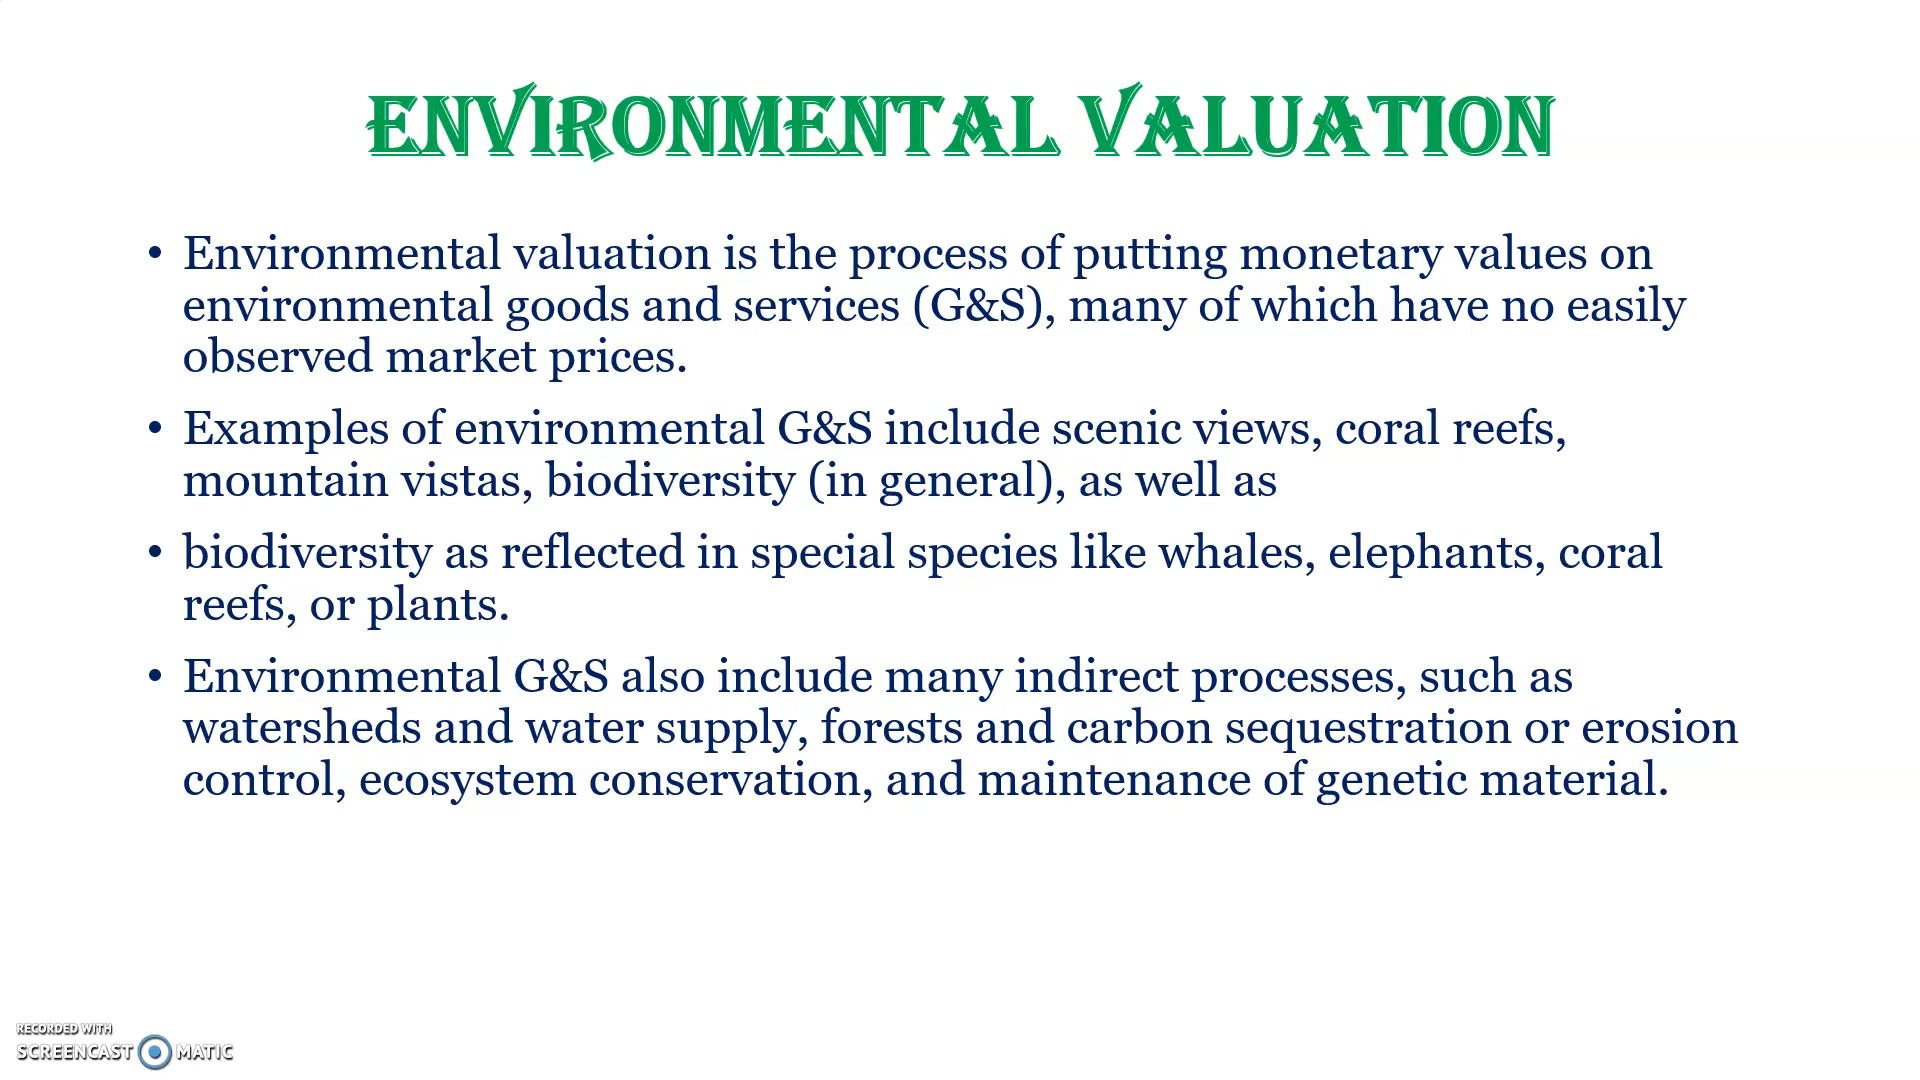 ENVIRONMENTAL VALUATION
• Environmental valuation is the process of putting monetary values on
environmental goods and services (G&S), many of which have no easily
observed market prices.
• Examples of environmental G&S include scenic views, coral reefs,
mountain vistas, biodiversity (in general), as well as
• biodiversity as reflected in special species like whales, elephants, coral
reefs, or plants.
• Environmental G&S also include many indirect processes, such as
watersheds and water supply, forests and carbon sequestration or erosion
control, ecosystem conservation, and maintenance of genetic material.
RECORDED WITH
SCREENCAST MATIC